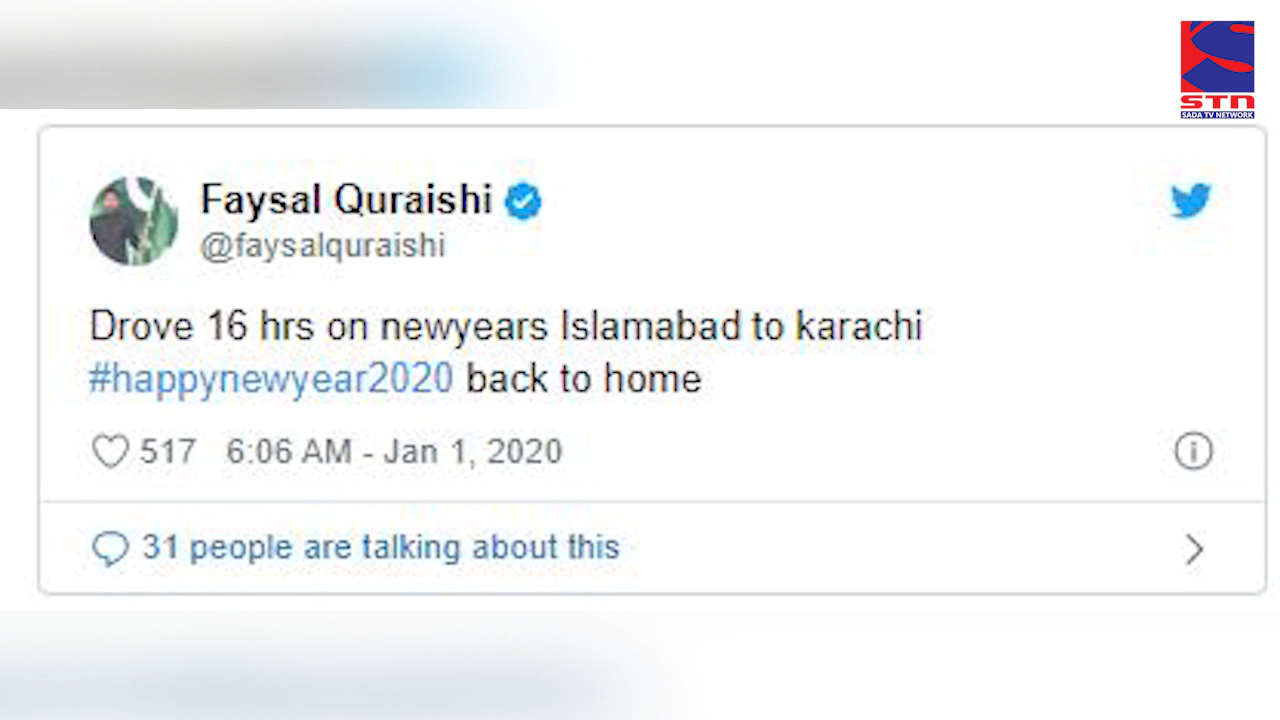 STN
SADA TV NETWORK
Faysal Quraishi
@faysalquraishi
Drove 16 hrs on newyears Islamabad to karachi
#happynewyear2020 back to home
517 6:06 AM - Jan 1, 2020
31 people are talking about this